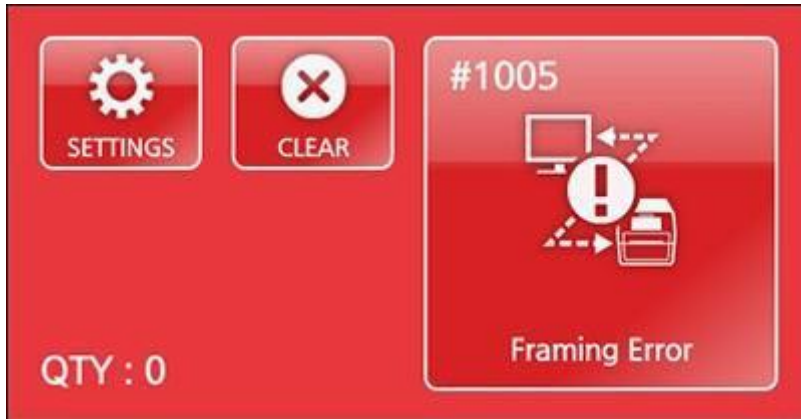 SETTINGS
CLEAR
#1005
Framing Error
QTY : 0